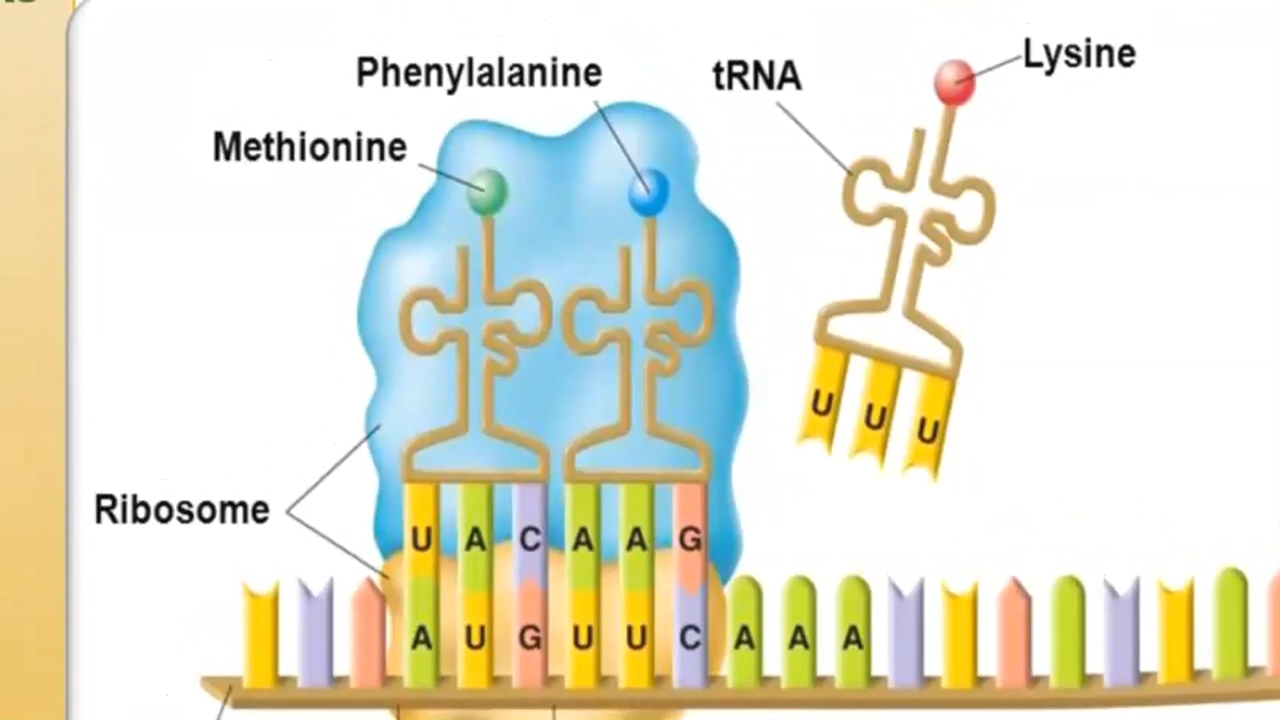 Phenylalanine
tRNA
Lysine
Methionine
U U U
Ribosome
U A C A A G
A U G U U C A A A